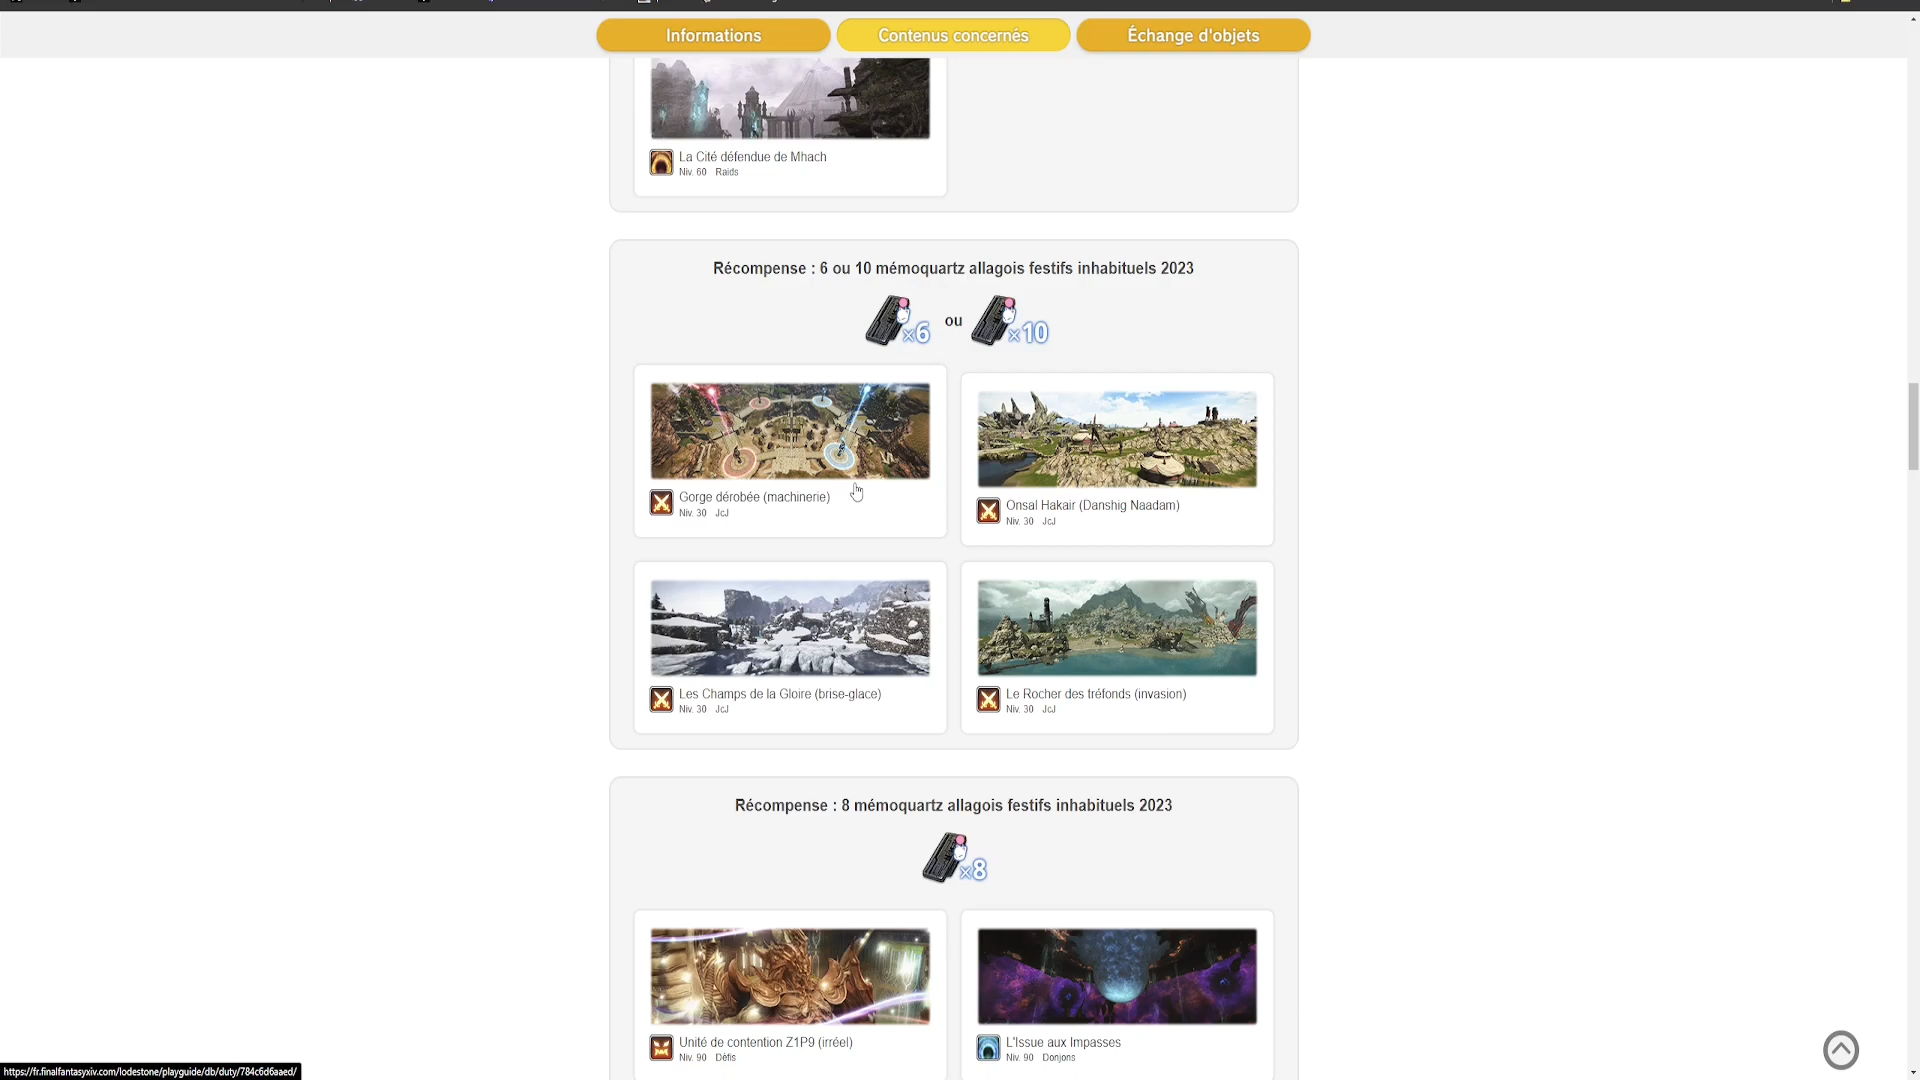 Informations
Contenus concernés
Échange d'objets
La Cité défendue de Mhach
Niv. 60 Raids
Récompense : 6 ou 10 mémoquartz allagois festifs inhabituels 2023
×6 ou ×10
Gorge dérobée (machinerie)
Niv. 30 JcJ
Onsal Hakair (Danshig Naadam)
Niv. 30 JcJ
Les Champs de la Gloire (brise-glace)
Niv. 30 JcJ
Le Rocher des tréfonds (invasion)
Niv. 30 JcJ
Récompense : 8 mémoquartz allagois festifs inhabituels 2023
×8
Unité de contention Z1P9 (irréel)
Niv. 90 Défis
L'Issue aux Impasses
Niv. 90 Donjons
https://fr.finalfantasyxiv.com/lodestone/playguide/db/duty/784c6d6aaed/